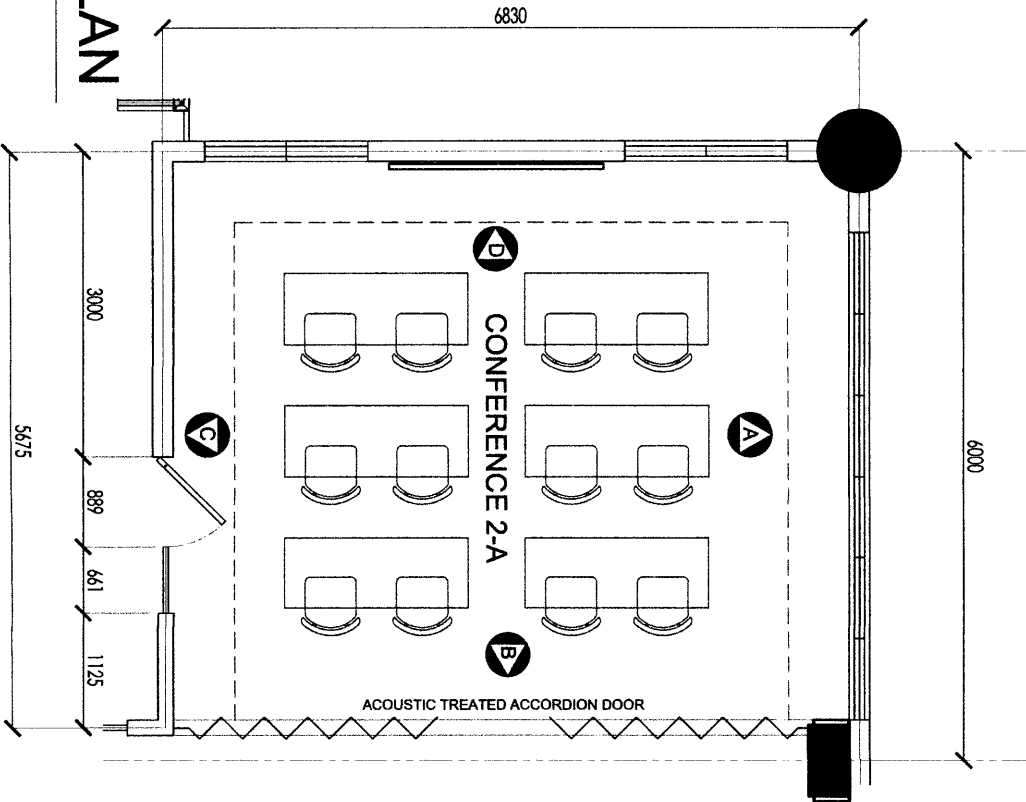 6830
LAN
3000
889
661
1125
5675
6000
D
CONFERENCE 2-A
C
A
B
ACOUSTIC TREATED ACCORDION DOOR